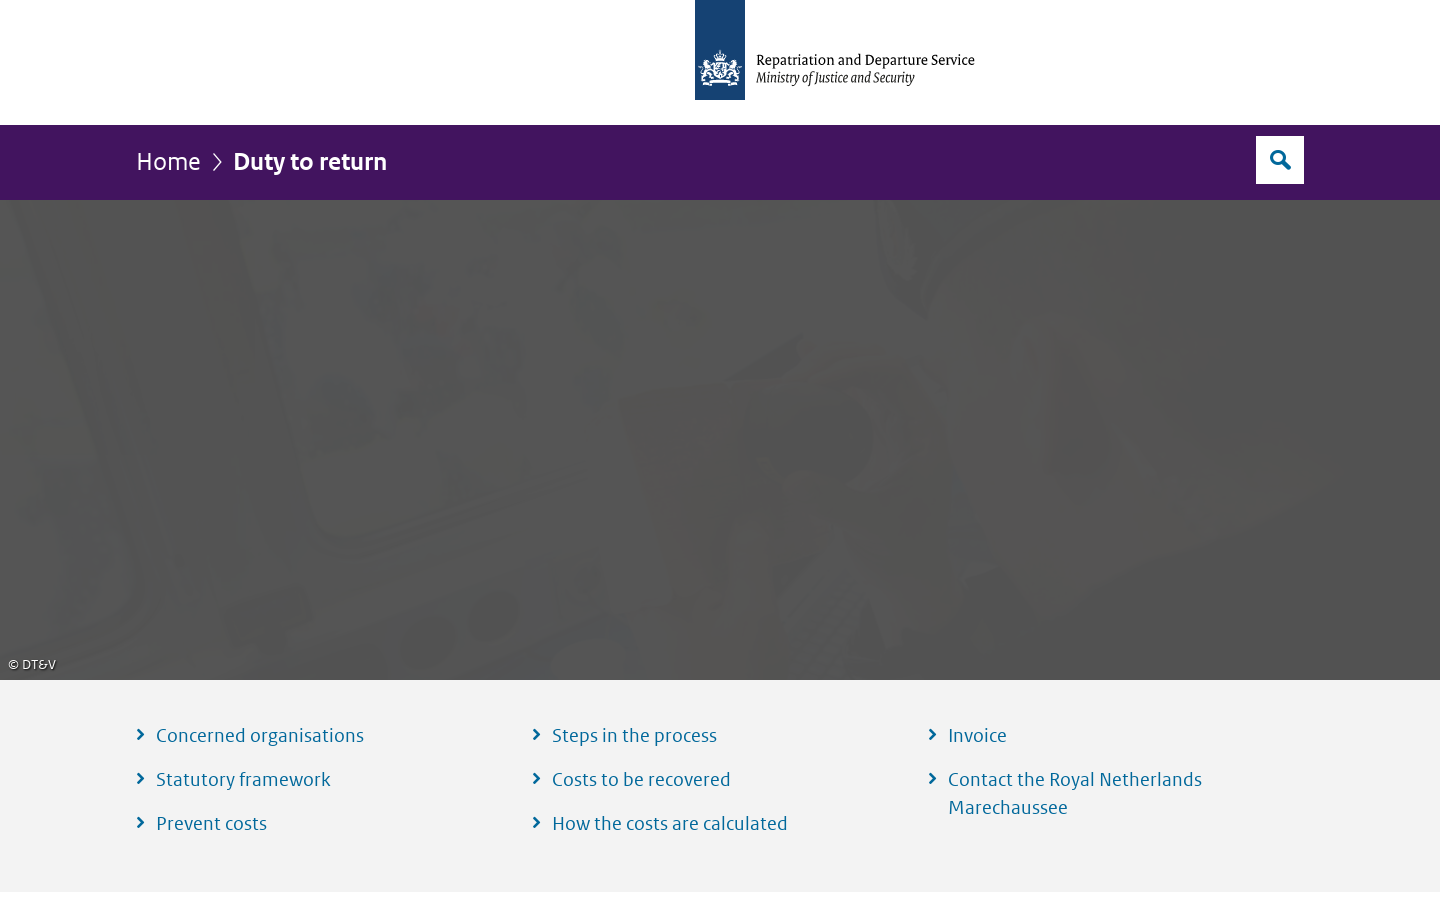 Repatriation and Departure Service
Ministry of Justice and Security
Home
Duty to return
© DT&V
Concerned organisations
Statutory framework
Prevent costs
Steps in the process
Costs to be recovered
How the costs are calculated
Invoice
Contact the Royal Netherlands
Marechaussee